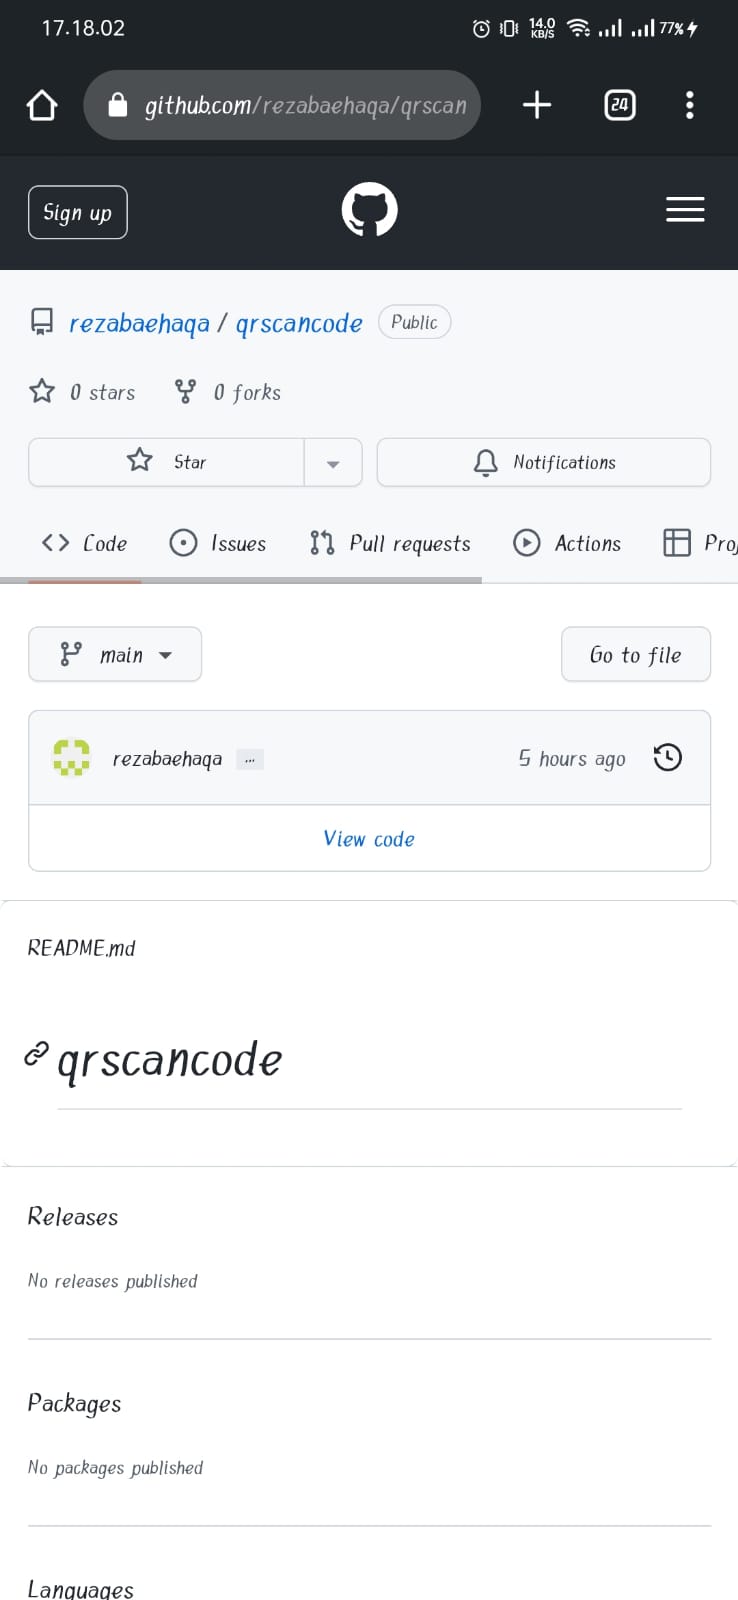 17.18.02 14.0 KB/S 77%
github.com/rezabaehaqa/qrscan 24
Sign up
rezabaehaqa / qrscancode Public
0 stars 0 forks
Star Notifications
Code Issues Pull requests Actions Proj
main Go to file
rezabaehaqa ... 5 hours ago
View code
README.md
qrscancode
Releases
No releases published
Packages
No packages published
Languages